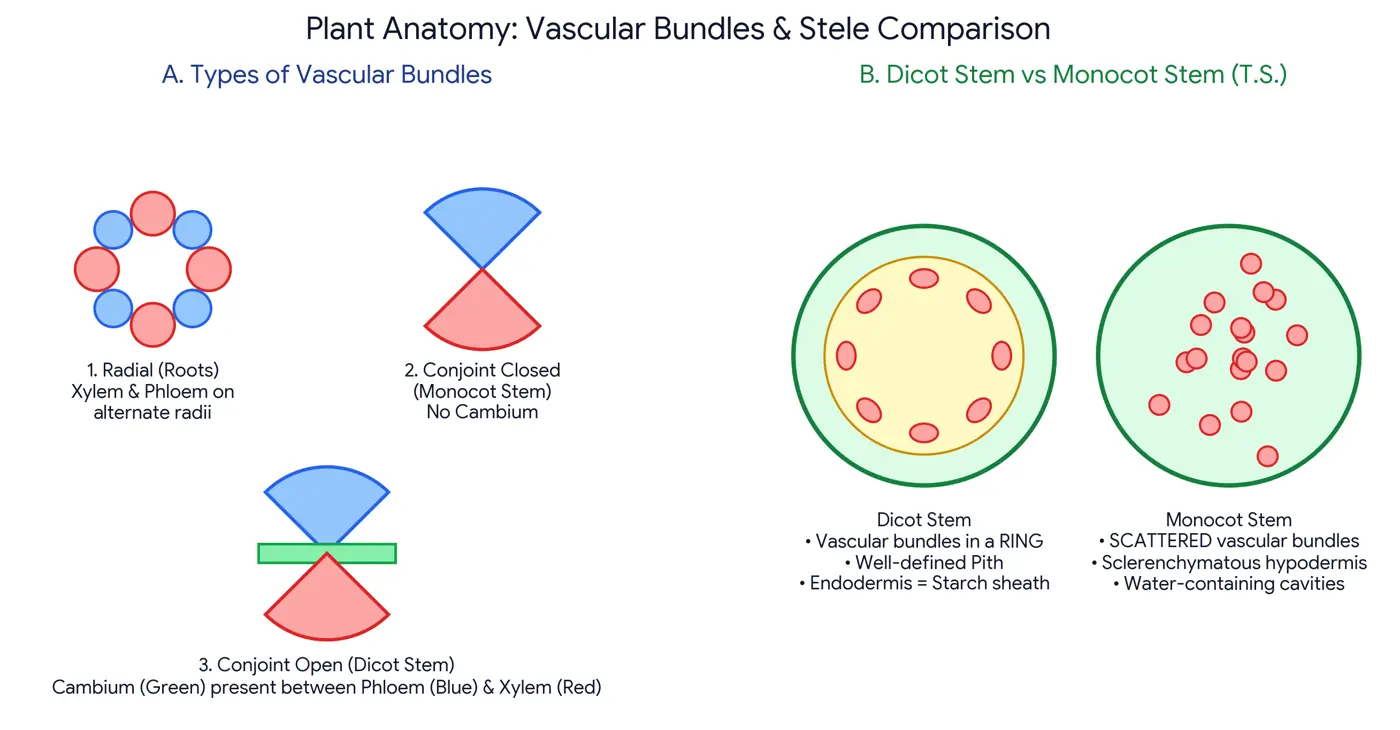 Plant Anatomy: Vascular Bundles & Stele Comparison
A. Types of Vascular Bundles
B. Dicot Stem vs Monocot Stem (T.S.)
1. Radial (Roots)
Xylem & Phloem on
alternate radii
2. Conjoint Closed
(Monocot Stem)
No Cambium
3. Conjoint Open (Dicot Stem)
Cambium (Green) present between Phloem (Blue) & Xylem (Red)
Dicot Stem
• Vascular bundles in a RING
• Well-defined Pith
• Endodermis = Starch sheath
Monocot Stem
• SCATTERED vascular bundles
• Sclerenchymatous hypodermis
• Water-containing cavities